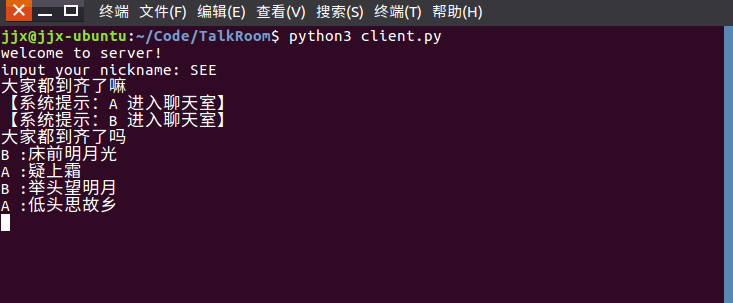 终端 文件(F) 编辑(E) 查看(V) 搜索(S) 终端(T) 帮助(H)
jjx@jjx-ubuntu:~/Code/TalkRoom$ python3 client.py
welcome to server!
input your nickname: SEE
大家都到齐了嘛
【系统提示：A 进入聊天室】
【系统提示：B 进入聊天室】
大家都到齐了吗
B :床前明月光
A :疑上霜
B :举头望明月
A :低头思故乡